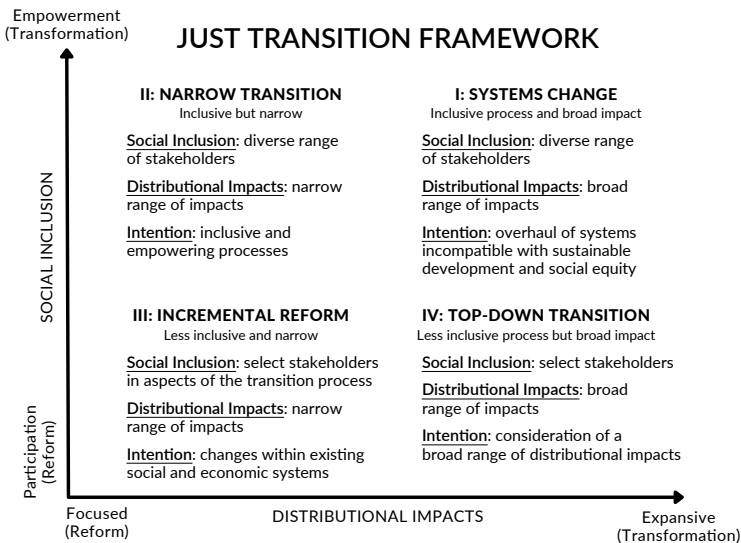 Empowerment
(Transformation)
JUST TRANSITION FRAMEWORK
II: NARROW TRANSITION
Inclusive but narrow
Social Inclusion: diverse range
of stakeholders
Distributional Impacts: narrow
range of impacts
Intention: inclusive and
empowering processes
I: SYSTEMS CHANGE
Inclusive process and broad impact
Social Inclusion: diverse range
of stakeholders
Distributional Impacts: broad
range of impacts
Intention: overhaul of systems
incompatible with sustainable
development and social equity
SOCIAL INCLUSION
III: INCREMENTAL REFORM
Less inclusive and narrow
Social Inclusion: select stakeholders
in aspects of the transition process
Distributional Impacts: narrow
range of impacts
Intention: changes within existing
social and economic systems
IV: TOP-DOWN TRANSITION
Less inclusive process but broad impact
Social Inclusion: select stakeholders
Distributional Impacts: broad
range of impacts
Intention: consideration of a
broad range of distributional impacts
Participation
(Reform)
Focused
(Reform)
DISTRIBUTIONAL IMPACTS
Expansive
(Transformation)